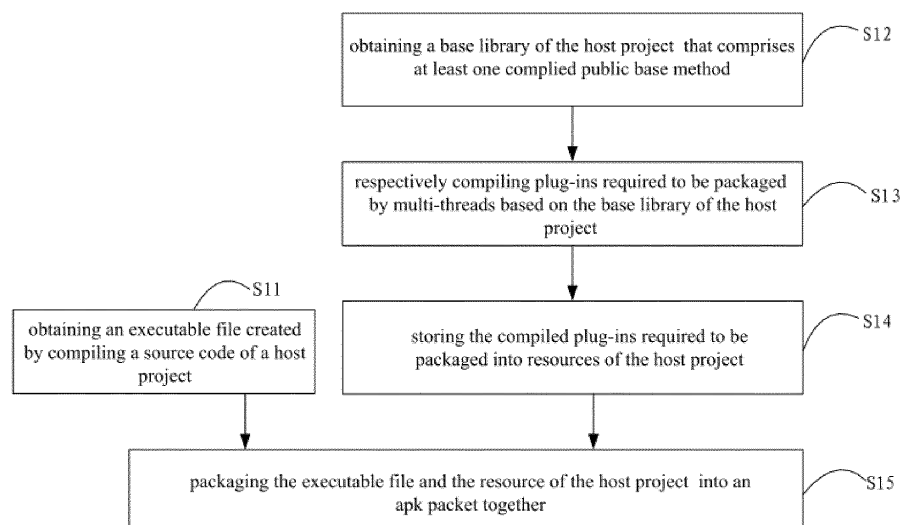 obtaining a base library of the host project that comprises
at least one complied public base method
S12
respectively compiling plug-ins required to be packaged
by multi-threads based on the base library of the host
project
S13
S11
obtaining an executable file created
by compiling a source code of a host
project
storing the compiled plug-ins required to be
packaged into resources of the host project
S14
packaging the executable file and the resource of the host project into an
apk packet together
S15